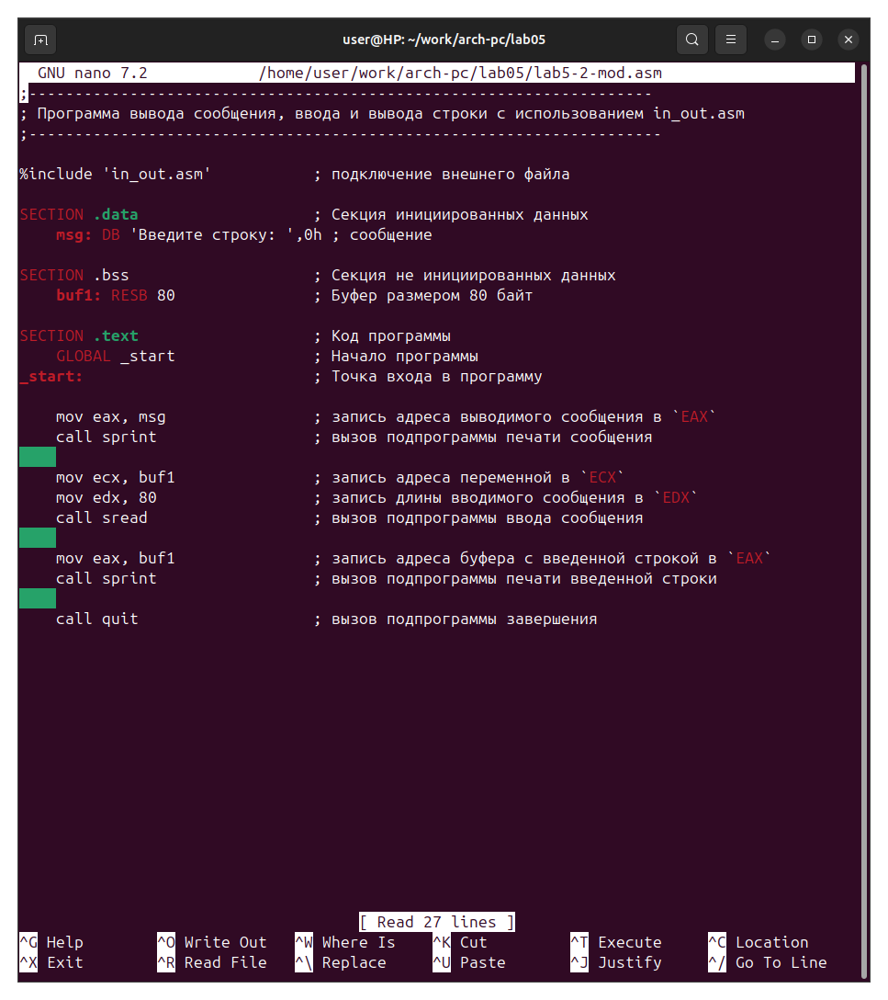 user@HP: ~/work/arch-pc/lab05
GNU nano 7.2 /home/user/work/arch-pc/lab05/lab5-2-mod.asm
;--------------------------------------------------------------------
; Программа вывода сообщения, ввода и вывода строки с использованием in_out.asm
;---------------------------------------------------------------------
%include 'in_out.asm' ; подключение внешнего файла
SECTION .data ; Секция инициированных данных
msg: DB 'Введите строку: ',0h ; сообщение
SECTION .bss ; Секция не инициированных данных
buf1: RESB 80 ; Буфер размером 80 байт
SECTION .text ; Код программы
GLOBAL _start ; Начало программы
_start: ; Точка входа в программу
mov eax, msg ; запись адреса выводимого сообщения в `EAX`
call sprint ; вызов подпрограммы печати сообщения
mov ecx, buf1 ; запись адреса переменной в `ECX`
mov edx, 80 ; запись длины вводимого сообщения в `EDX`
call sread ; вызов подпрограммы ввода сообщения
mov eax, buf1 ; запись адреса буфера с введенной строкой в `EAX`
call sprint ; вызов подпрограммы печати введенной строки
call quit ; вызов подпрограммы завершения
[ Read 27 lines ]
^G Help ^O Write Out ^W Where Is ^K Cut ^T Execute ^C Location
^X Exit ^R Read File ^\ Replace ^U Paste ^J Justify ^/ Go To Line